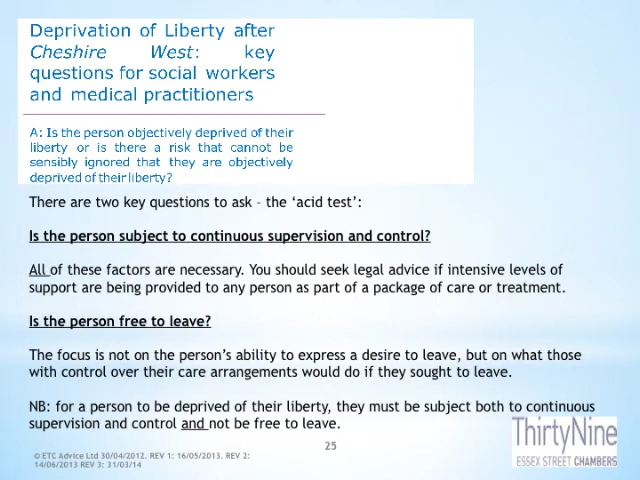 Deprivation of Liberty after
Cheshire West: key
questions for social workers
and medical practitioners
A: Is the person objectively deprived of their
liberty or is there a risk that cannot be
sensibly ignored that they are objectively
deprived of their liberty?
There are two key questions to ask – the ‘acid test’:
Is the person subject to continuous supervision and control?
All of these factors are necessary. You should seek legal advice if intensive levels of
support are being provided to any person as part of a package of care or treatment.
Is the person free to leave?
The focus is not on the person’s ability to express a desire to leave, but on what those
with control over their care arrangements would do if they sought to leave.
NB: for a person to be deprived of their liberty, they must be subject both to continuous
supervision and control and not be free to leave.
ThirtyNine
ESSEX STREET CHAMBERS
25
© ETC Advice Ltd 30/04/2012. REV 1: 16/05/2013. REV 2:
14/06/2013 REV 3: 31/03/14